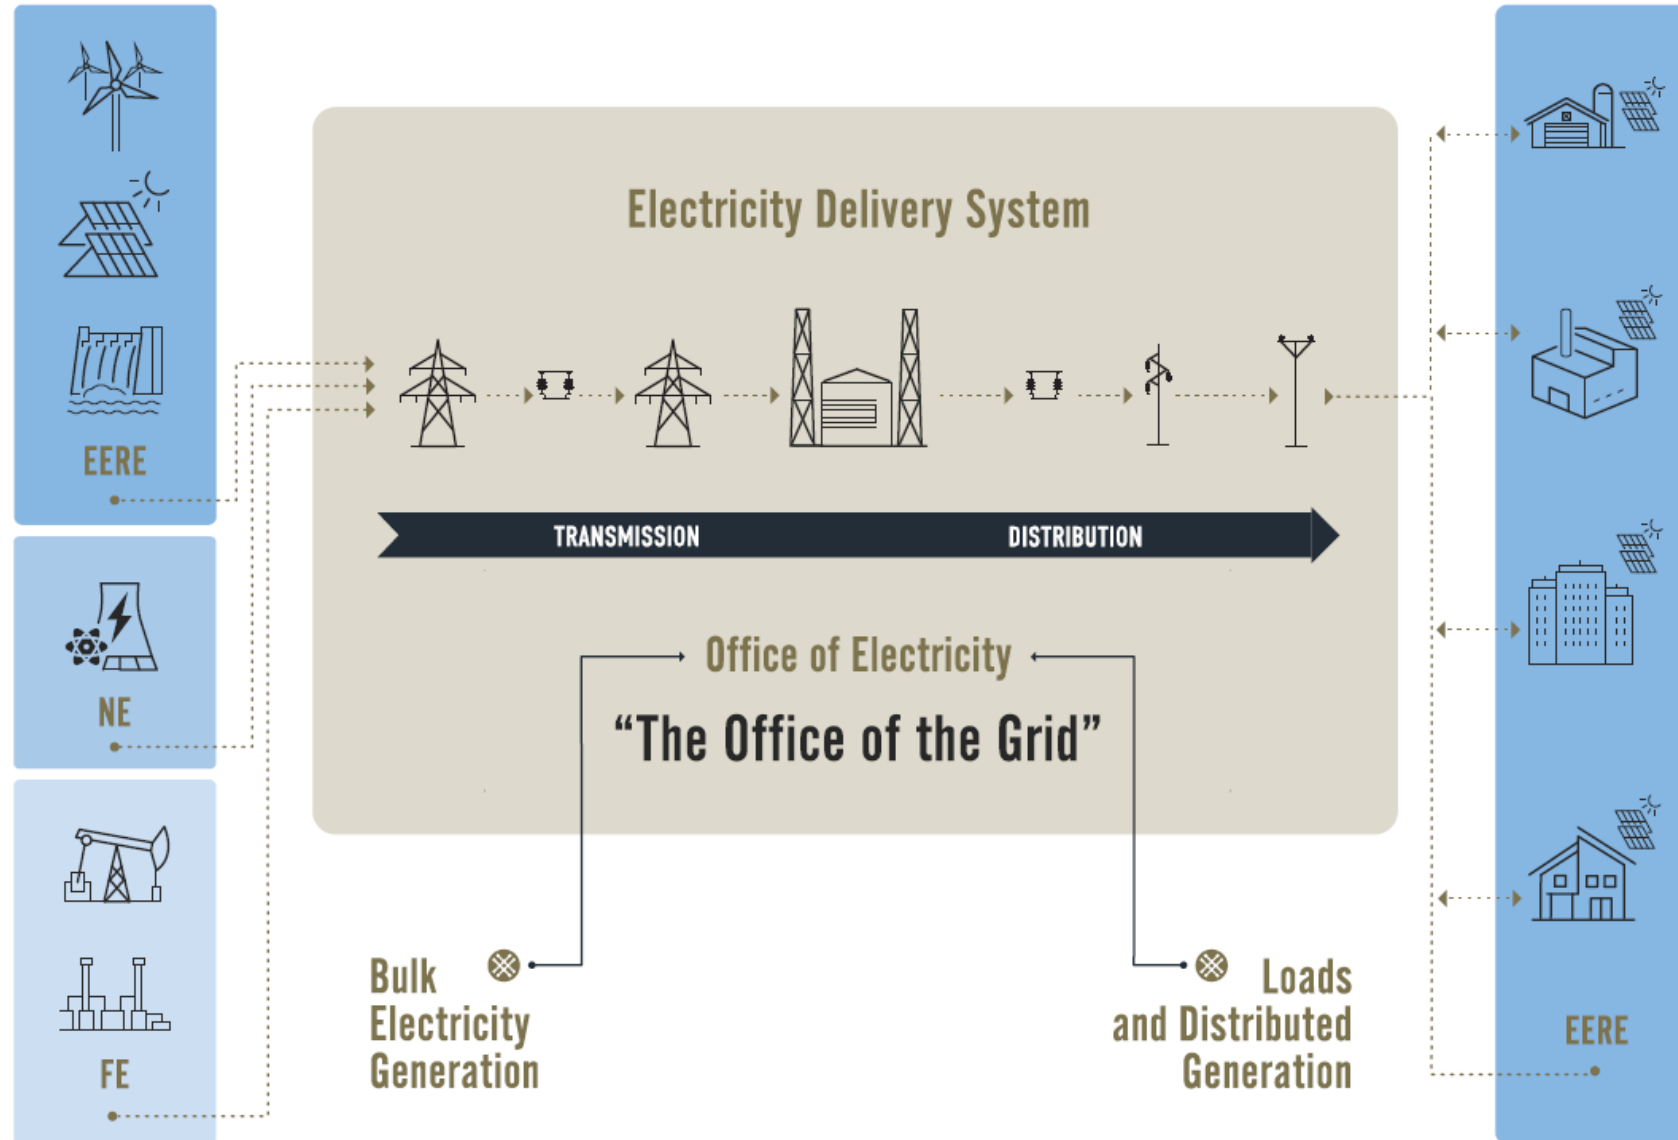 Electricity Delivery System
EERE
TRANSMISSION
DISTRIBUTION
NE
Office of Electricity
“The Office of the Grid”
FE
Bulk
Electricity
Generation
Loads
and Distributed
Generation
EERE